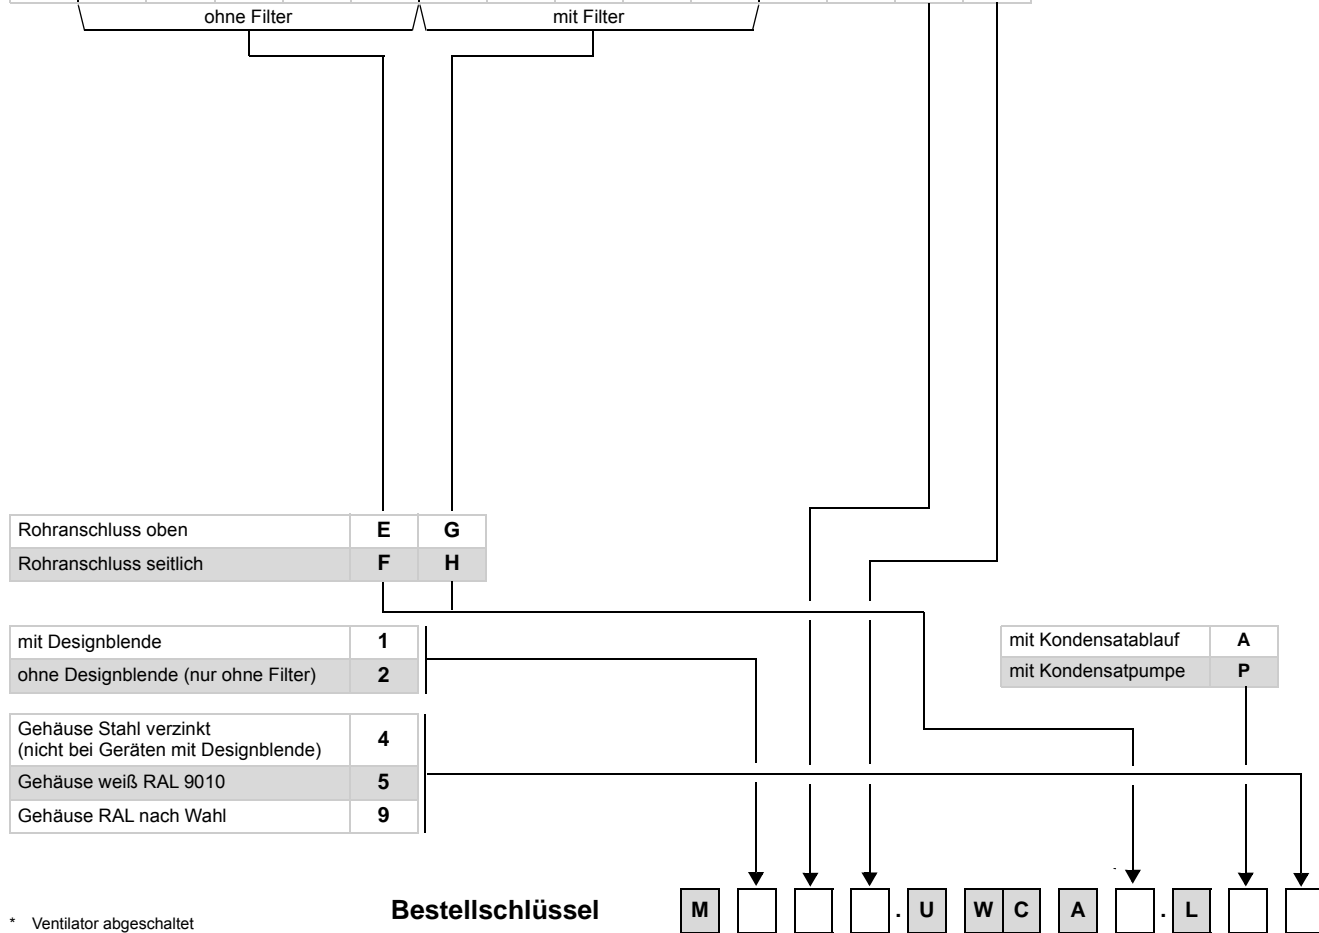 ohne Filter mit Filter
Rohranschluss oben E G
Rohranschluss seitlich F H
mit Designblende 1
ohne Designblende (nur ohne Filter) 2
mit Kondensatablauf A
mit Kondensatpumpe P
Gehäuse Stahl verzinkt
(nicht bei Geräten mit Designblende) 4
Gehäuse weiß RAL 9010 5
Gehäuse RAL nach Wahl 9
* Ventilator abgeschaltet
Bestellschlüssel M . U W C A . L